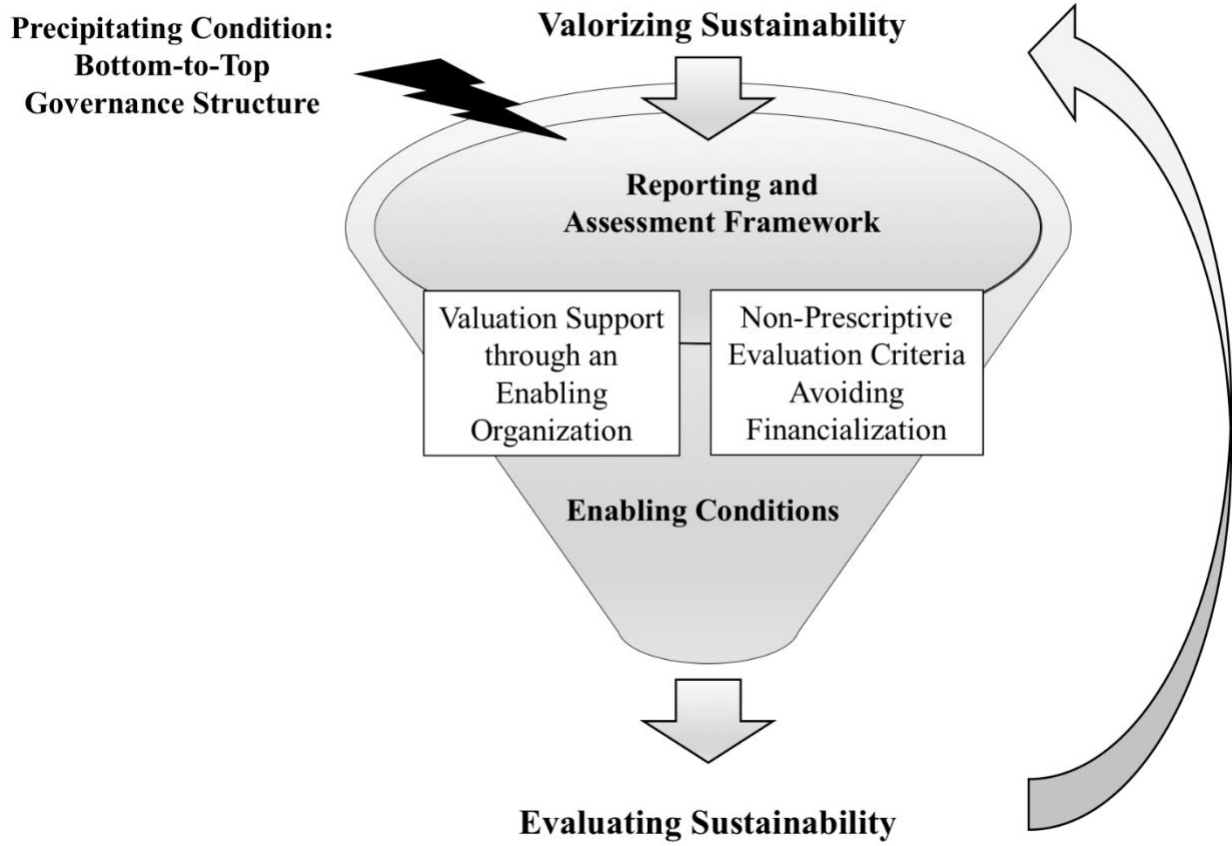 Precipitating Condition:
Bottom-to-Top
Governance Structure
Valorizing Sustainability
Reporting and
Assessment Framework
Valuation Support
through an
Enabling
Organization
Non-Prescriptive
Evaluation Criteria
Avoiding
Financialization
Enabling Conditions
Evaluating Sustainability